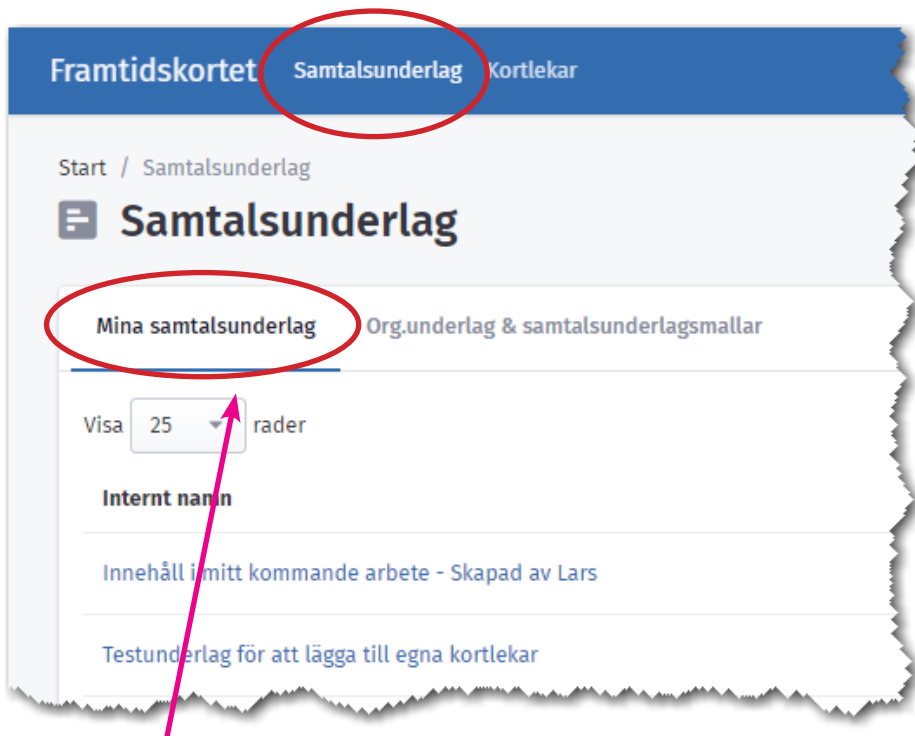 Framtidskortet Samtalsunderlag Kortlekar
Start / Samtalsunderlag
Samtalsunderlag
Mina samtalsunderlag Org.underlag & samtalsunderlagsmallar
Visa 25 rader
Internt namn
Innehåll i mitt kommande arbete - Skapad av Lars
Testunderlag för att lägga till egna kortlekar